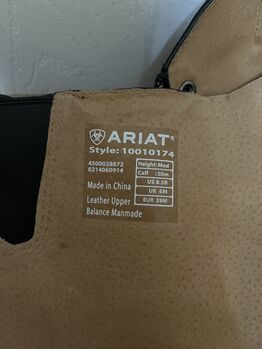 ARIAT®
Style: 10010174
4500028872
0214060914
Made in China
Leather Upper
Balance Manmade
Height: Med
Calf : Slim
US 8.5B
UK 6M
EUR 39M